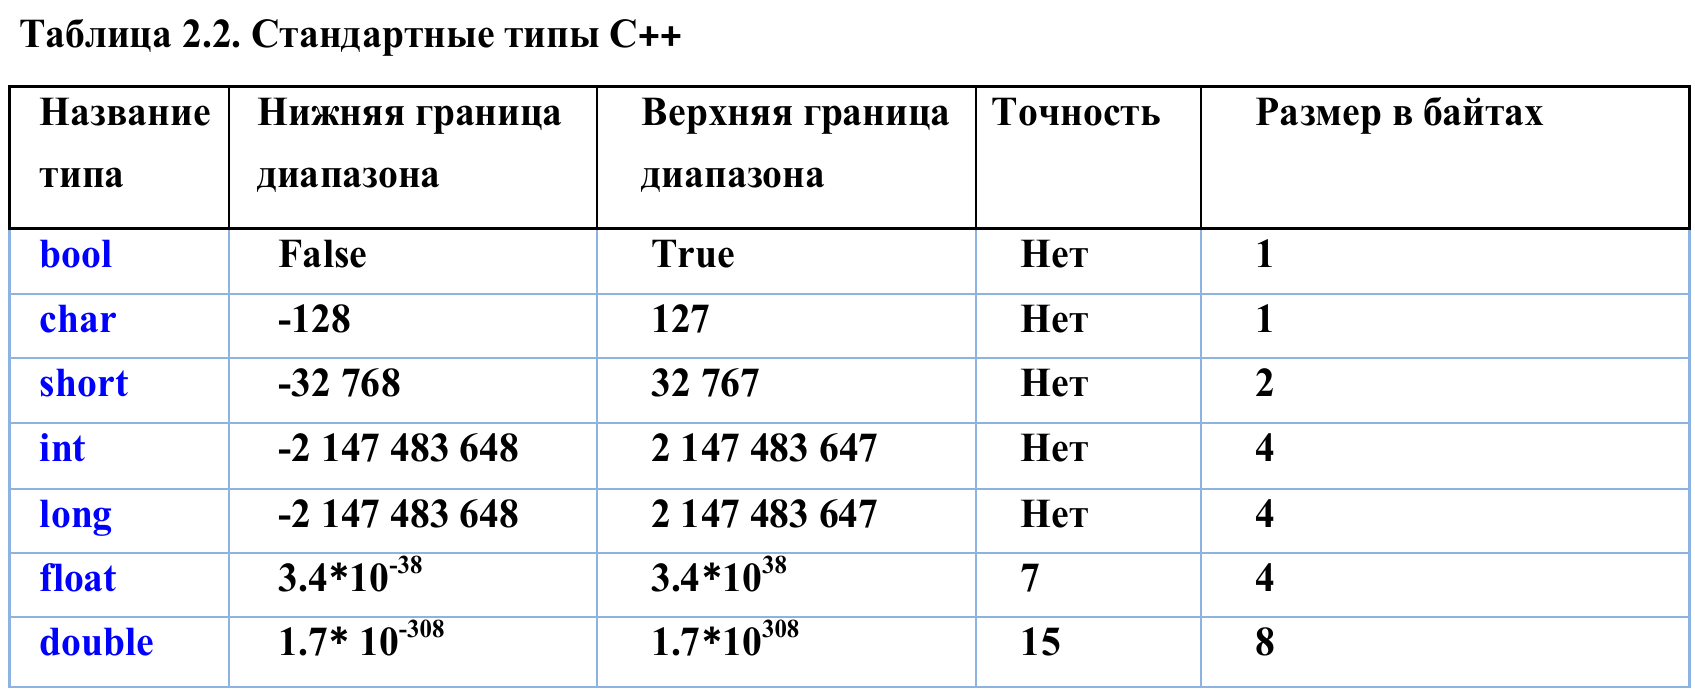 Таблица 2.2. Стандартные типы C++
Название типа Нижняя граница диапазона Верхняя граница диапазона Точность Размер в байтах
bool False True Нет 1
char -128 127 Нет 1
short -32 768 32 767 Нет 2
int -2 147 483 648 2 147 483 647 Нет 4
long -2 147 483 648 2 147 483 647 Нет 4
float 3.4*10^-38 3.4*10^38 7 4
double 1.7* 10^-308 1.7*10^308 15 8